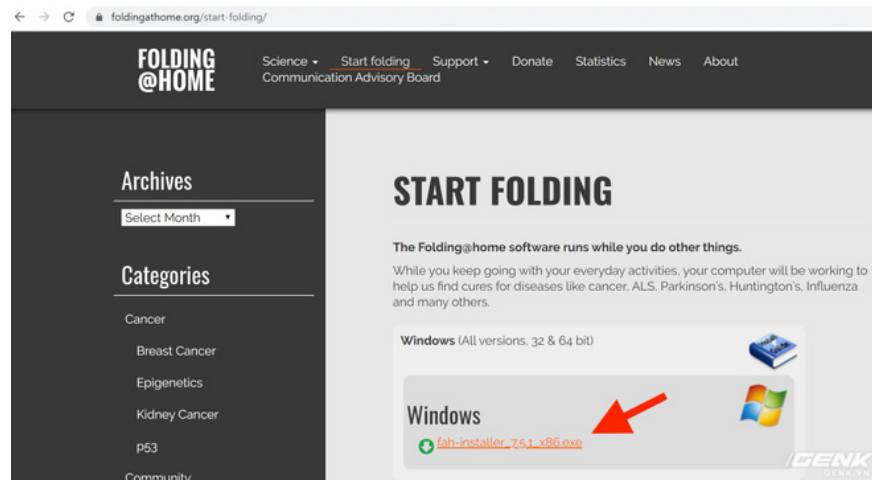 foldingathome.org/start-folding/
FOLDING
@HOME
Science Start folding Support Donate Statistics News About
Communication Advisory Board
Archives
Select Month
Categories
Cancer
Breast Cancer
Epigenetics
Kidney Cancer
p53
Community
START FOLDING
The Folding@home software runs while you do other things.
While you keep going with your everyday activities, your computer will be working to
help us find cures for diseases like cancer, ALS, Parkinson's, Huntington's, Influenza
and many others.
Windows (All versions, 32 & 64 bit)
Install
Guide
Windows
fah-installer_7.5.1_x86.exe
GENK
GENK.VN